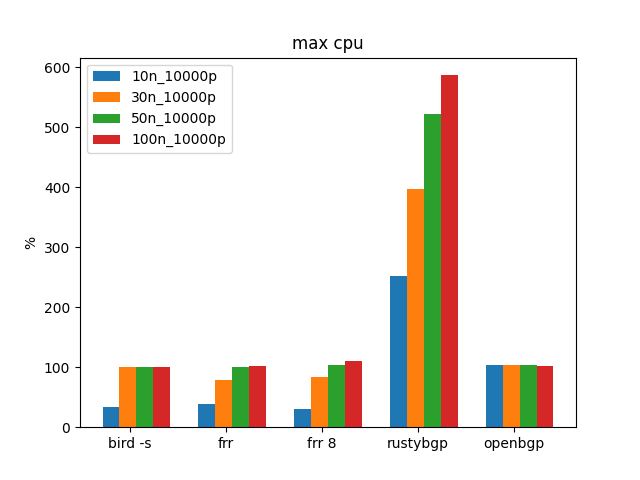 max cpu
10n_10000p
30n_10000p
50n_10000p
100n_10000p
%
600
500
400
300
200
100
0
bird -s frr frr 8 rustybgp openbgp